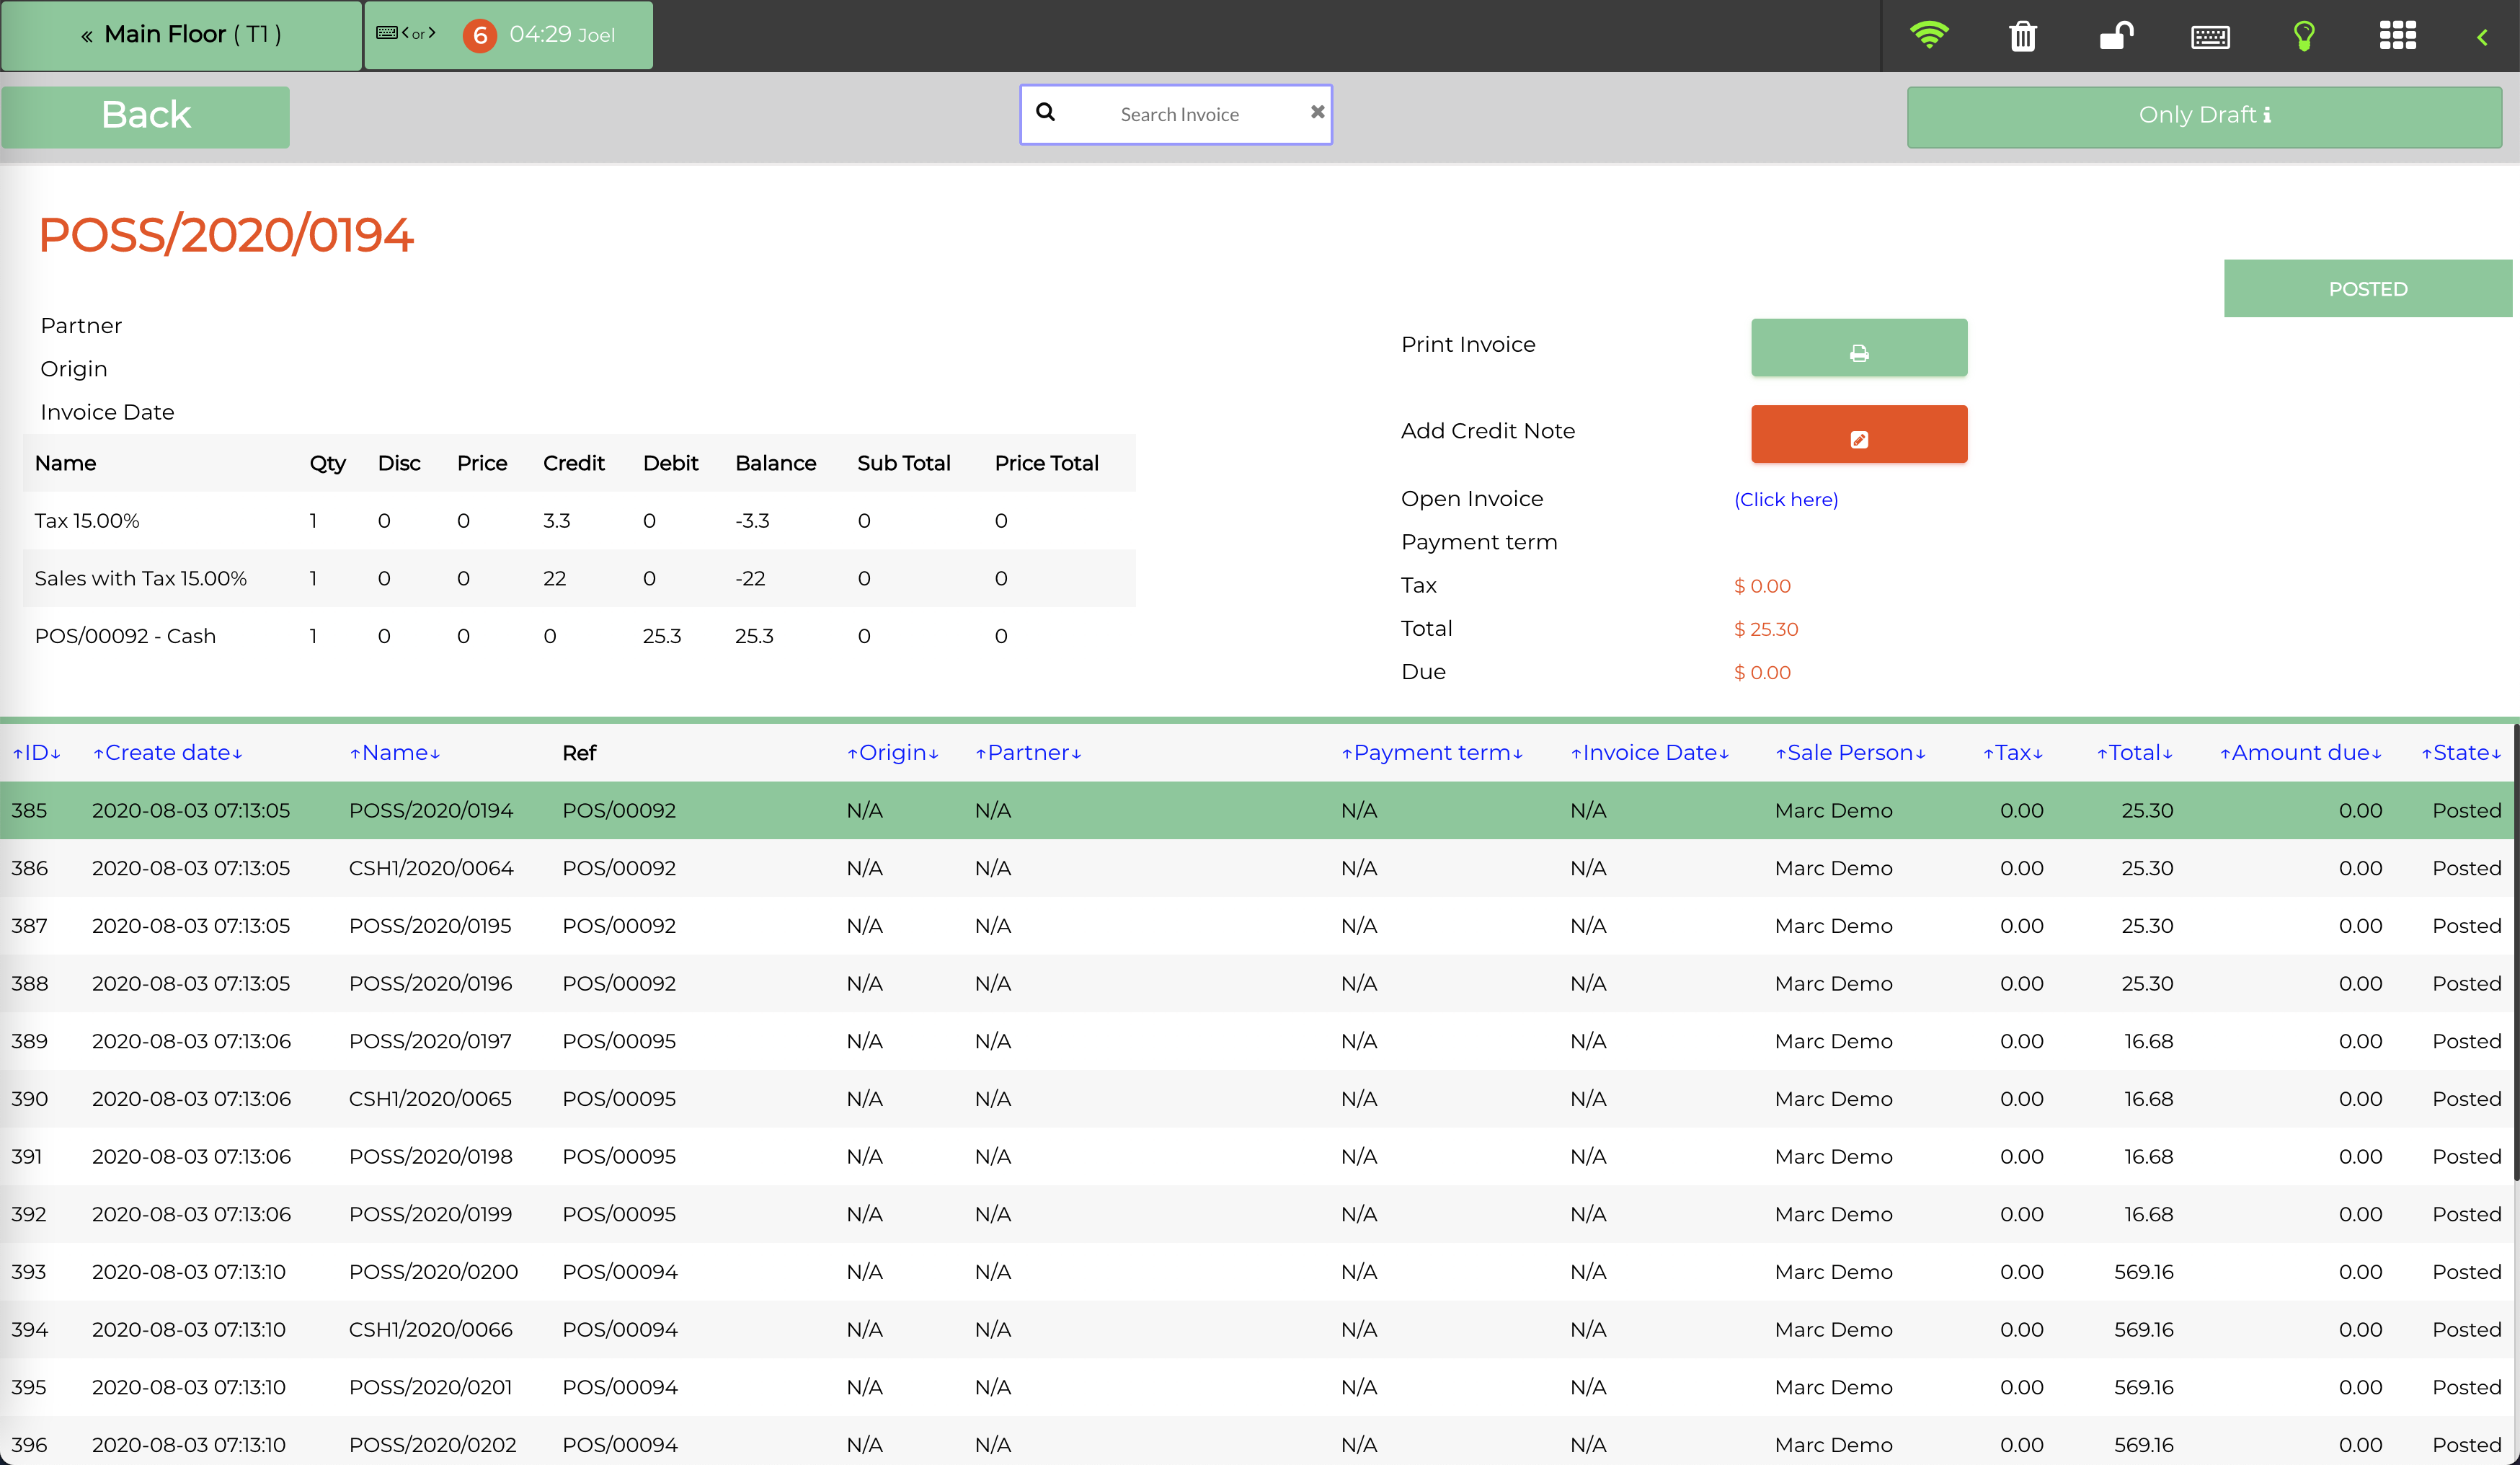 « Main Floor ( T1 )
< or > 6 04:29 Joel
Back
Search Invoice
Only Draft
POSS/2020/0194
POSTED
Partner
Origin
Invoice Date
Name Qty Disc Price Credit Debit Balance Sub Total Price Total
Tax 15.00% 1 0 0 3.3 0 -3.3 0 0
Sales with Tax 15.00% 1 0 0 22 0 -22 0 0
POS/00092 - Cash 1 0 0 0 25.3 25.3 0 0
Print Invoice
Add Credit Note
Open Invoice (Click here)
Payment term
Tax $ 0.00
Total $ 25.30
Due $ 0.00
↑ID↓ ↑Create date↓ ↑Name↓ Ref ↑Origin↓ ↑Partner↓ ↑Payment term↓ ↑Invoice Date↓ ↑Sale Person↓ ↑Tax↓ ↑Total↓ ↑Amount due↓ ↑State↓
385 2020-08-03 07:13:05 POSS/2020/0194 POS/00092 N/A N/A N/A N/A Marc Demo 0.00 25.30 0.00 Posted
386 2020-08-03 07:13:05 CSH1/2020/0064 POS/00092 N/A N/A N/A N/A Marc Demo 0.00 25.30 0.00 Posted
387 2020-08-03 07:13:05 POSS/2020/0195 POS/00092 N/A N/A N/A N/A Marc Demo 0.00 25.30 0.00 Posted
388 2020-08-03 07:13:05 POSS/2020/0196 POS/00092 N/A N/A N/A N/A Marc Demo 0.00 25.30 0.00 Posted
389 2020-08-03 07:13:06 POSS/2020/0197 POS/00095 N/A N/A N/A N/A Marc Demo 0.00 16.68 0.00 Posted
390 2020-08-03 07:13:06 CSH1/2020/0065 POS/00095 N/A N/A N/A N/A Marc Demo 0.00 16.68 0.00 Posted
391 2020-08-03 07:13:06 POSS/2020/0198 POS/00095 N/A N/A N/A N/A Marc Demo 0.00 16.68 0.00 Posted
392 2020-08-03 07:13:06 POSS/2020/0199 POS/00095 N/A N/A N/A N/A Marc Demo 0.00 16.68 0.00 Posted
393 2020-08-03 07:13:10 POSS/2020/0200 POS/00094 N/A N/A N/A N/A Marc Demo 0.00 569.16 0.00 Posted
394 2020-08-03 07:13:10 CSH1/2020/0066 POS/00094 N/A N/A N/A N/A Marc Demo 0.00 569.16 0.00 Posted
395 2020-08-03 07:13:10 POSS/2020/0201 POS/00094 N/A N/A N/A N/A Marc Demo 0.00 569.16 0.00 Posted
396 2020-08-03 07:13:10 POSS/2020/0202 POS/00094 N/A N/A N/A N/A Marc Demo 0.00 569.16 0.00 Posted